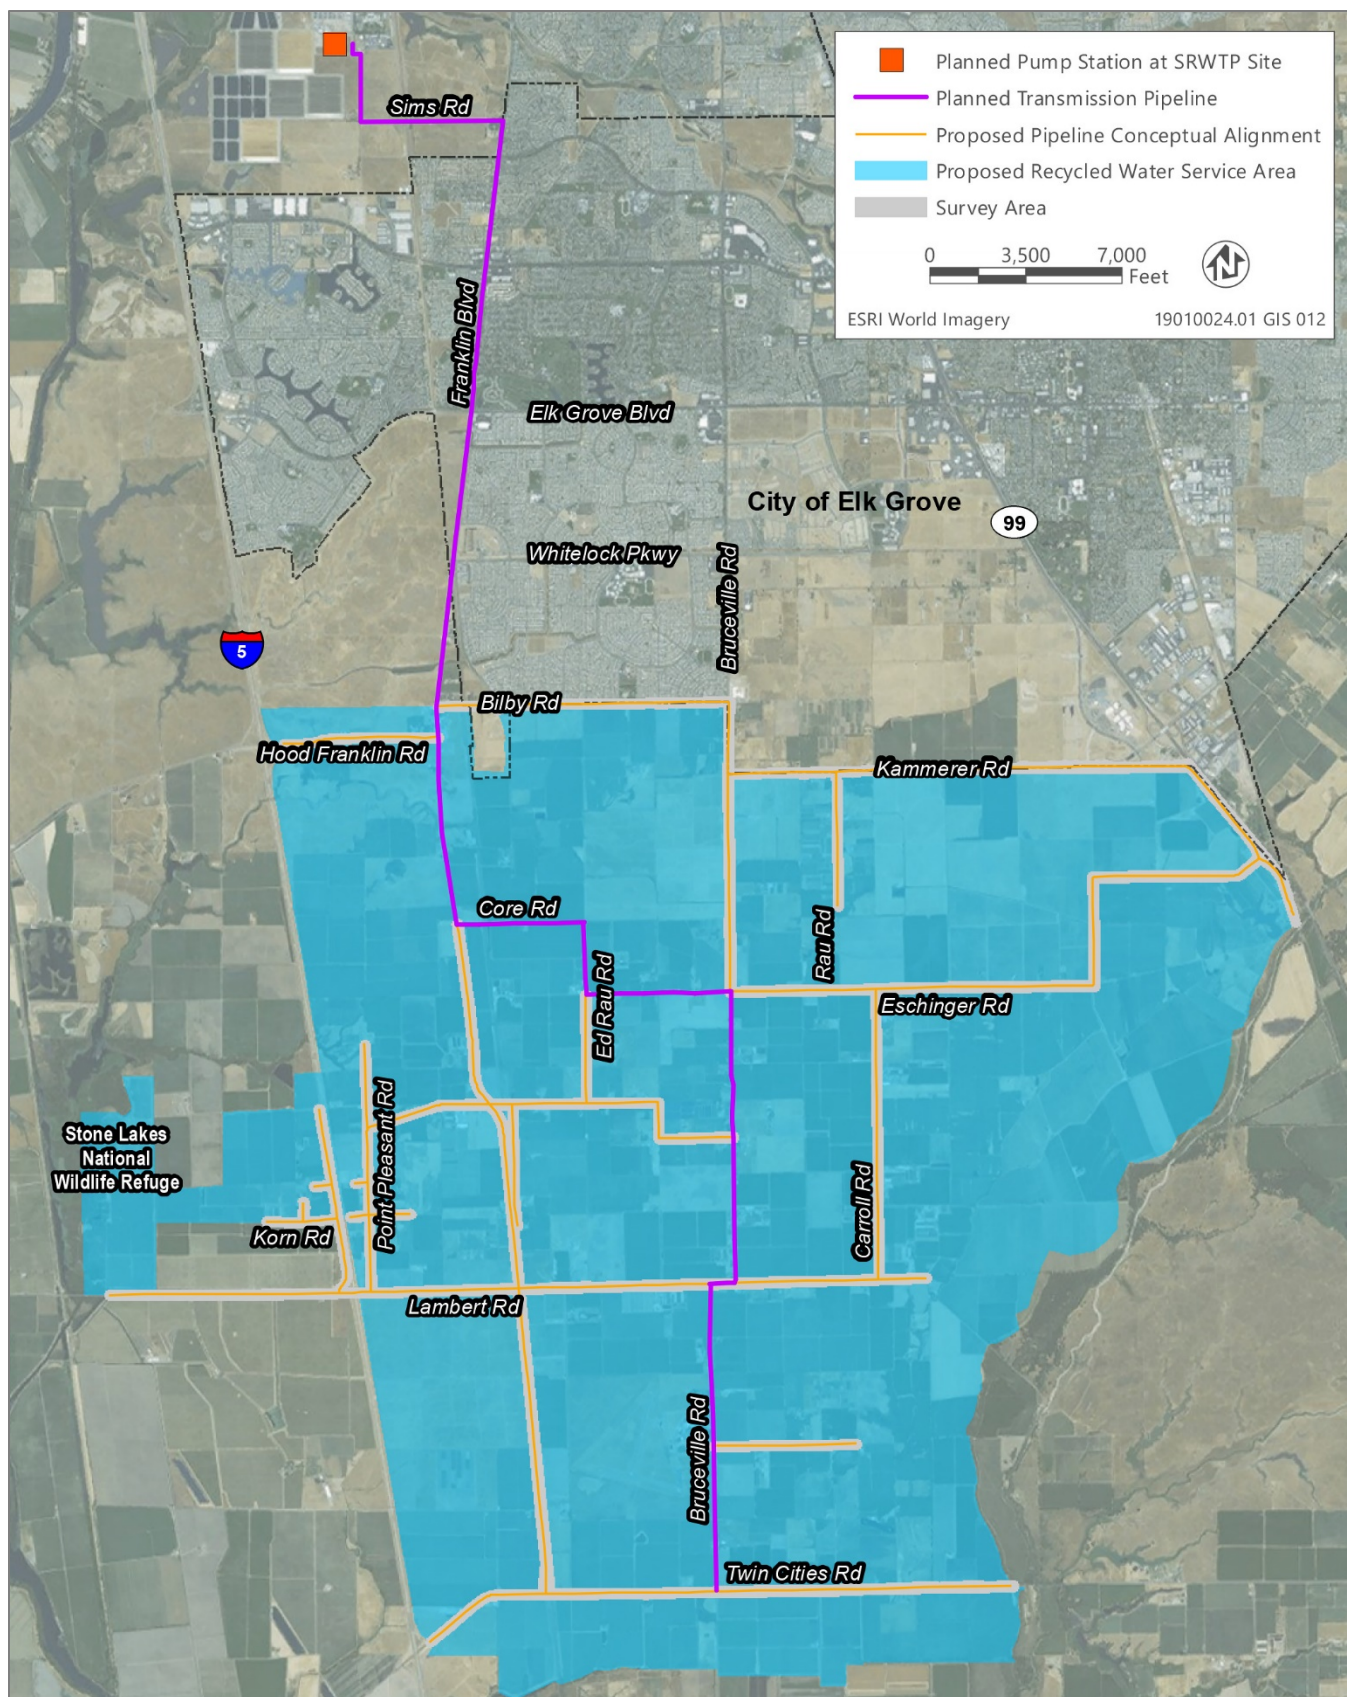 Planned Pump Station at SRWTP Site
Planned Transmission Pipeline
Proposed Pipeline Conceptual Alignment
Proposed Recycled Water Service Area
Survey Area
0 3,500 7,000
Feet
N
ESRI World Imagery 19010024.01 GIS 012
Sims Rd
Franklin Blvd
Elk Grove Blvd
City of Elk Grove
99
Whitelock Pkwy
Bruceville Rd
5
Bilby Rd
Hood Franklin Rd
Kammerer Rd
Core Rd
Rau Rd
Ed Rau Rd
Eschinger Rd
Point Pleasant Rd
Stone Lakes
National
Wildlife Refuge
Carroll Rd
Korn Rd
Lambert Rd
Bruceville Rd
Twin Cities Rd